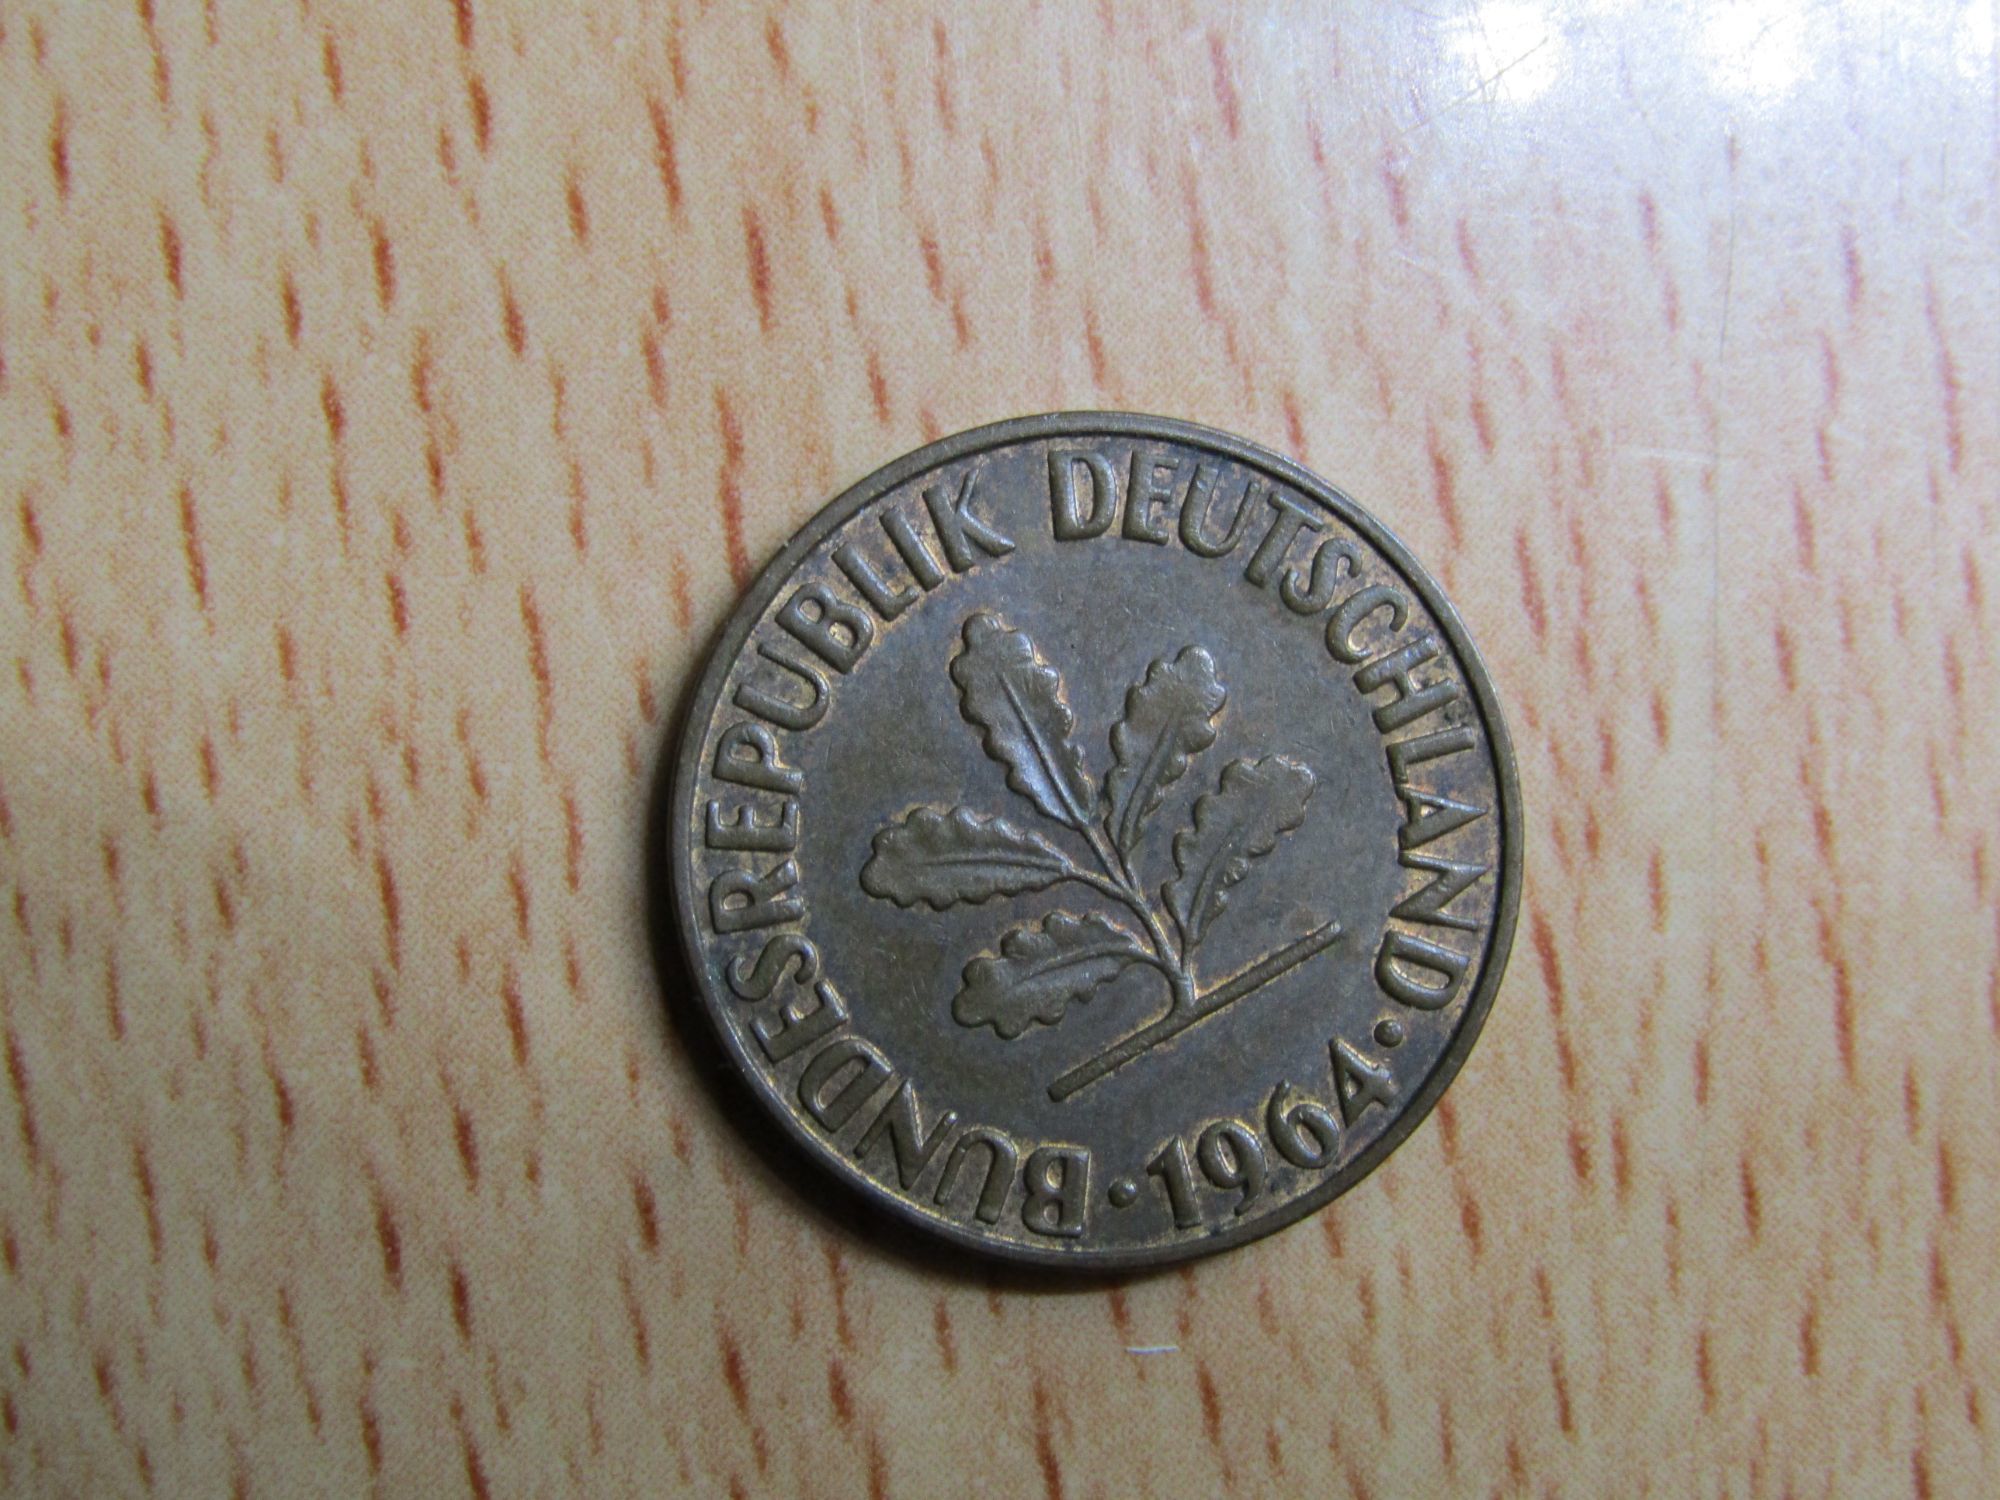 BUNDESREPUBLIK DEUTSCHLAND
· 1964 ·